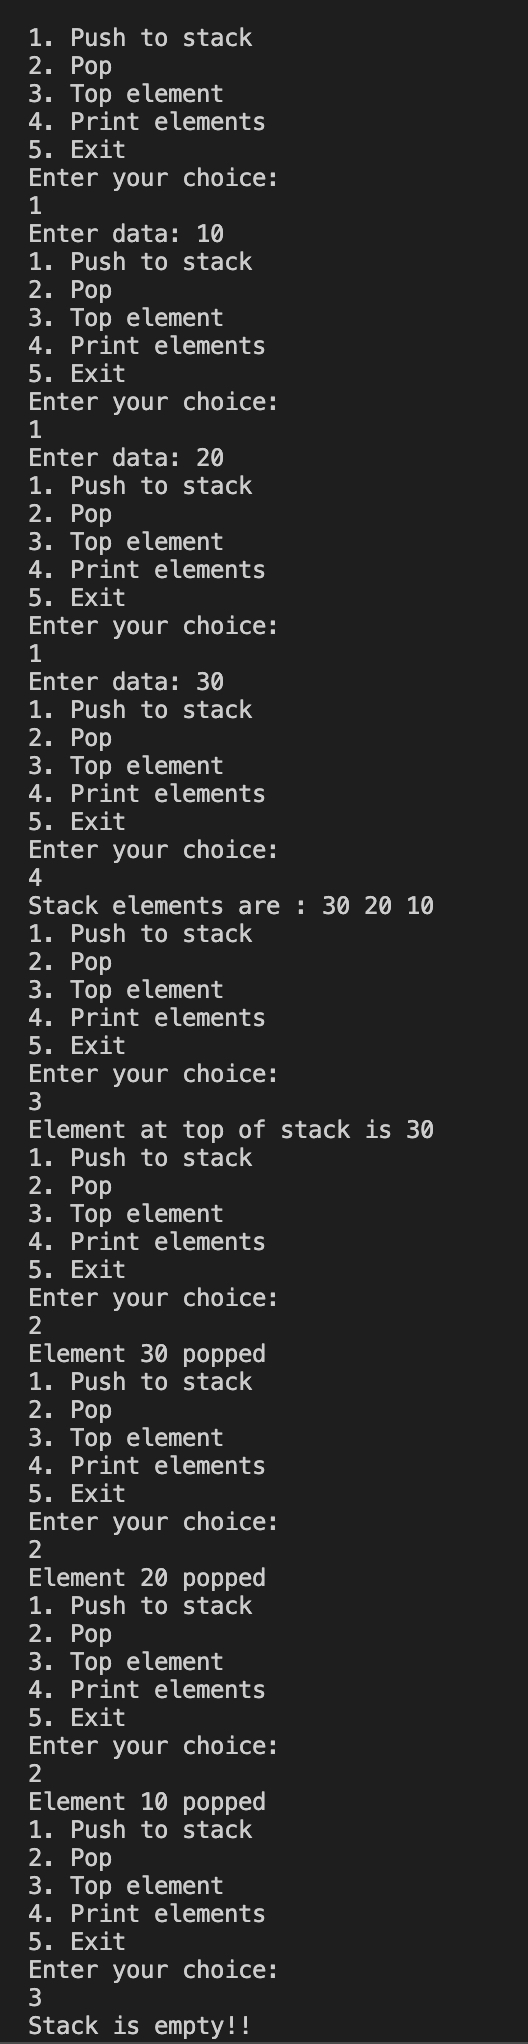 1. Push to stack
2. Pop
3. Top element
4. Print elements
5. Exit
Enter your choice:
1
Enter data: 10
1. Push to stack
2. Pop
3. Top element
4. Print elements
5. Exit
Enter your choice:
1
Enter data: 20
1. Push to stack
2. Pop
3. Top element
4. Print elements
5. Exit
Enter your choice:
1
Enter data: 30
1. Push to stack
2. Pop
3. Top element
4. Print elements
5. Exit
Enter your choice:
4
Stack elements are : 30 20 10
1. Push to stack
2. Pop
3. Top element
4. Print elements
5. Exit
Enter your choice:
3
Element at top of stack is 30
1. Push to stack
2. Pop
3. Top element
4. Print elements
5. Exit
Enter your choice:
2
Element 30 popped
1. Push to stack
2. Pop
3. Top element
4. Print elements
5. Exit
Enter your choice:
2
Element 20 popped
1. Push to stack
2. Pop
3. Top element
4. Print elements
5. Exit
Enter your choice:
2
Element 10 popped
1. Push to stack
2. Pop
3. Top element
4. Print elements
5. Exit
Enter your choice:
3
Stack is empty!!